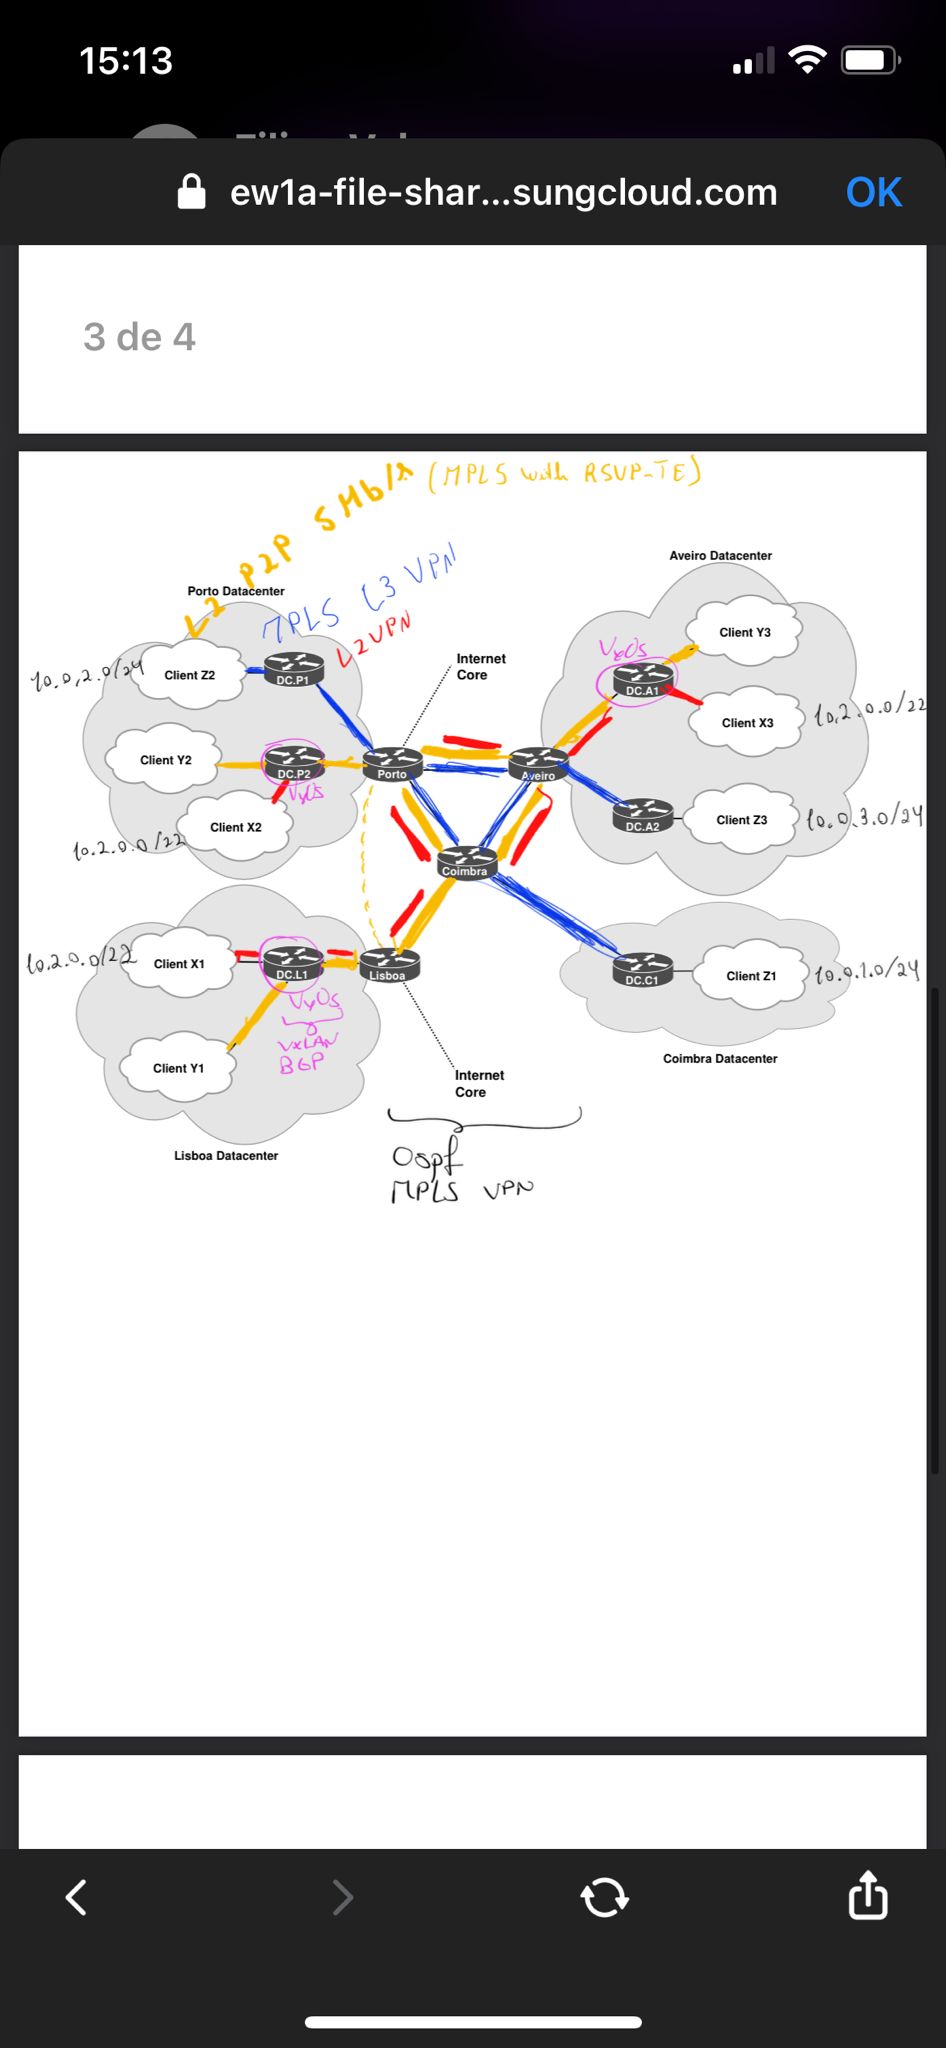 15:13
ew1a-file-shar...sungcloud.com
OK
3 de 4
L2 P2P 5Mb/s (MPLS with RSVP-TE)
MPLS L3 VPN
L2VPN
Porto Datacenter
Aveiro Datacenter
10.0.2.0/24
Client Z2
DC.P1
Internet
Core
VyOs
Client Y3
DC.A1
Client X3
10.2.0.0/22
Client Y2
DC.P2
VyOs
Porto
Aveiro
Client X2
10.2.0.0/22
DC.A2
Client Z3
10.0.3.0/24
Coimbra
10.2.0.0/22
Client X1
DC.L1
Lisboa
DC.C1
Client Z1
10.0.1.0/24
VyOs
VXLAN
BGP
Client Y1
Coimbra Datacenter
Internet
Core
Lisboa Datacenter
Ospf
MPLS VPN